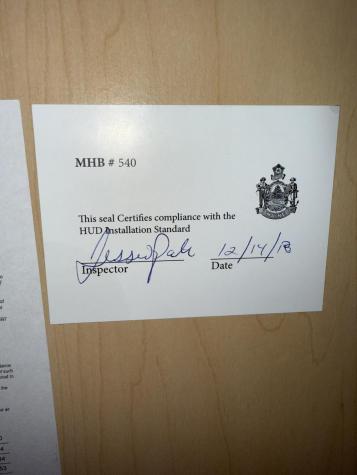 MHB # 540
This seal Certifies compliance with the
HUD Installation Standard
12/14/18
Inspector Date